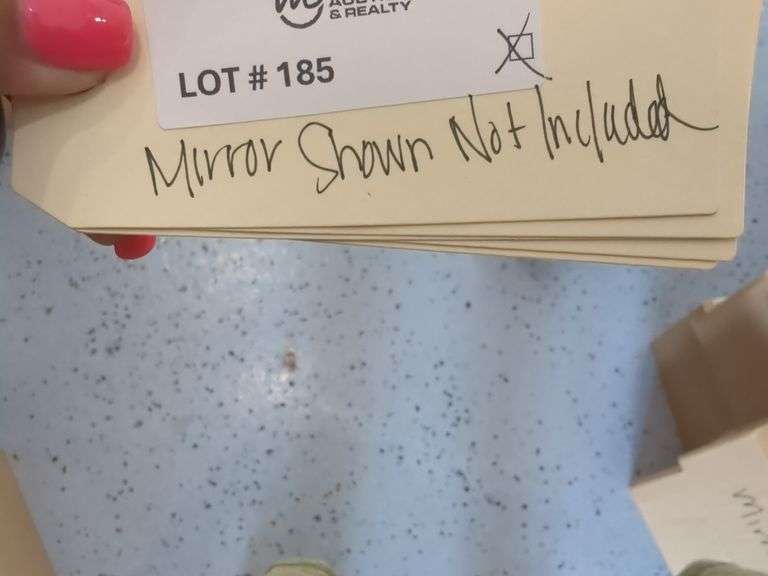 & REALTY
LOT # 185
Mirror Shown Not Included